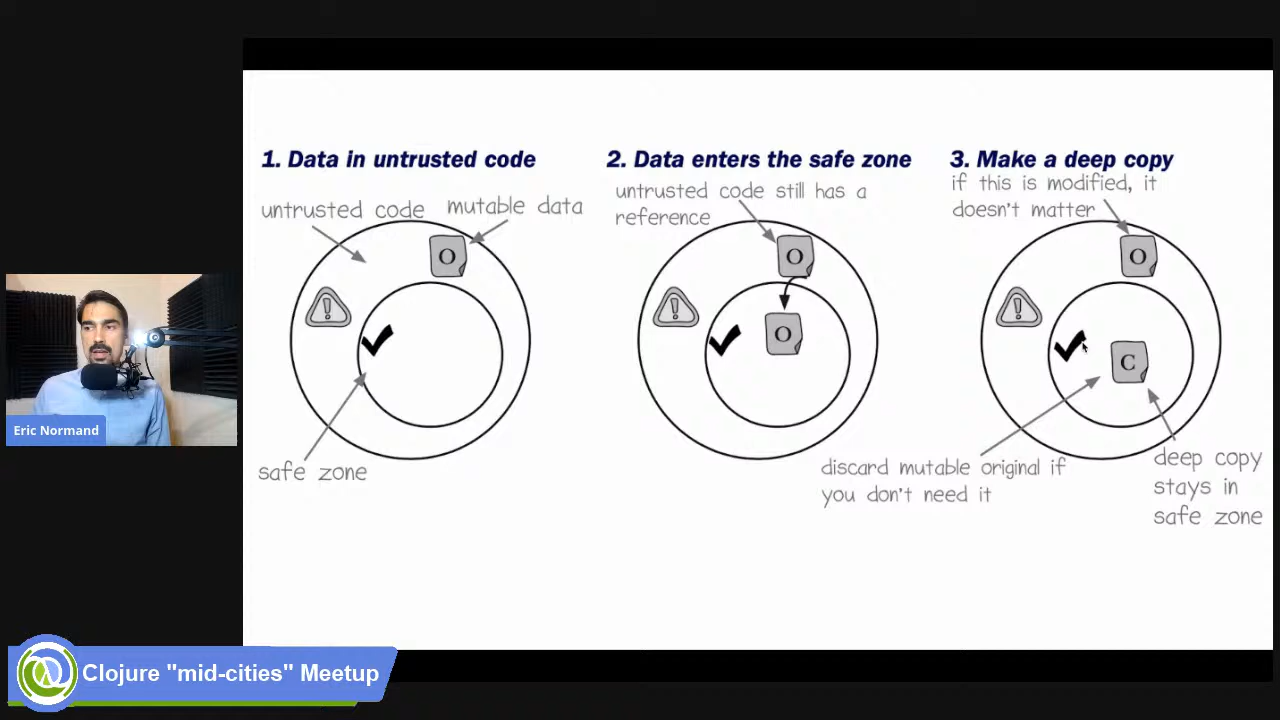 1. Data in untrusted code
untrusted code
mutable data
O
!
safe zone
2. Data enters the safe zone
untrusted code still has a
reference
O
!
O
3. Make a deep copy
if this is modified, it
doesn't matter
O
!
C
discard mutable original if
you don't need it
deep copy
stays in
safe zone
Eric Normand
Clojure "mid-cities" Meetup